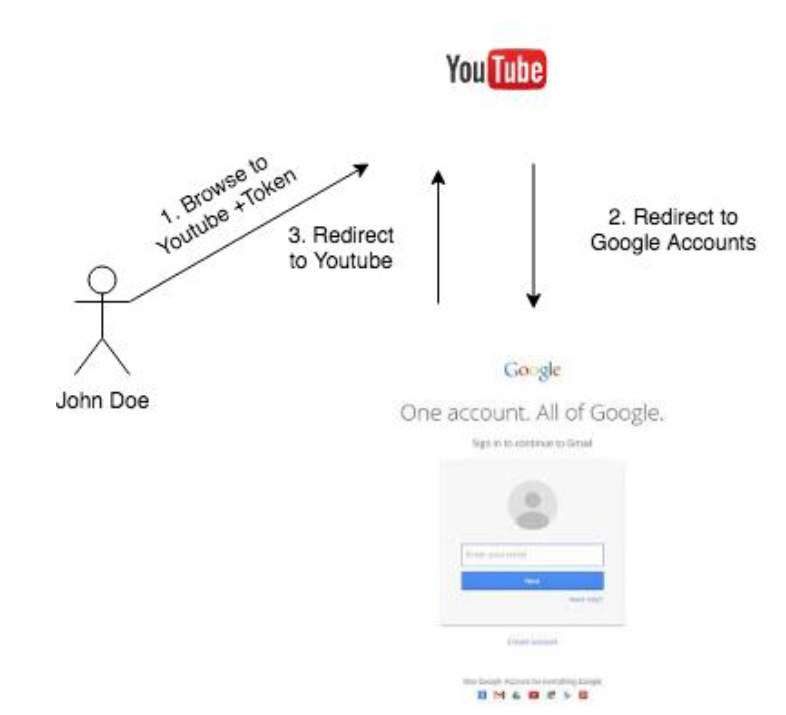 YouTube
1. Browse to
Youtube +Token
3. Redirect
to Youtube
2. Redirect to
Google Accounts
John Doe
Google
One account. All of Google.
Sign in to continue to Gmail
Enter your email
Next
Need help?
Create account
One Google Account for everything Google